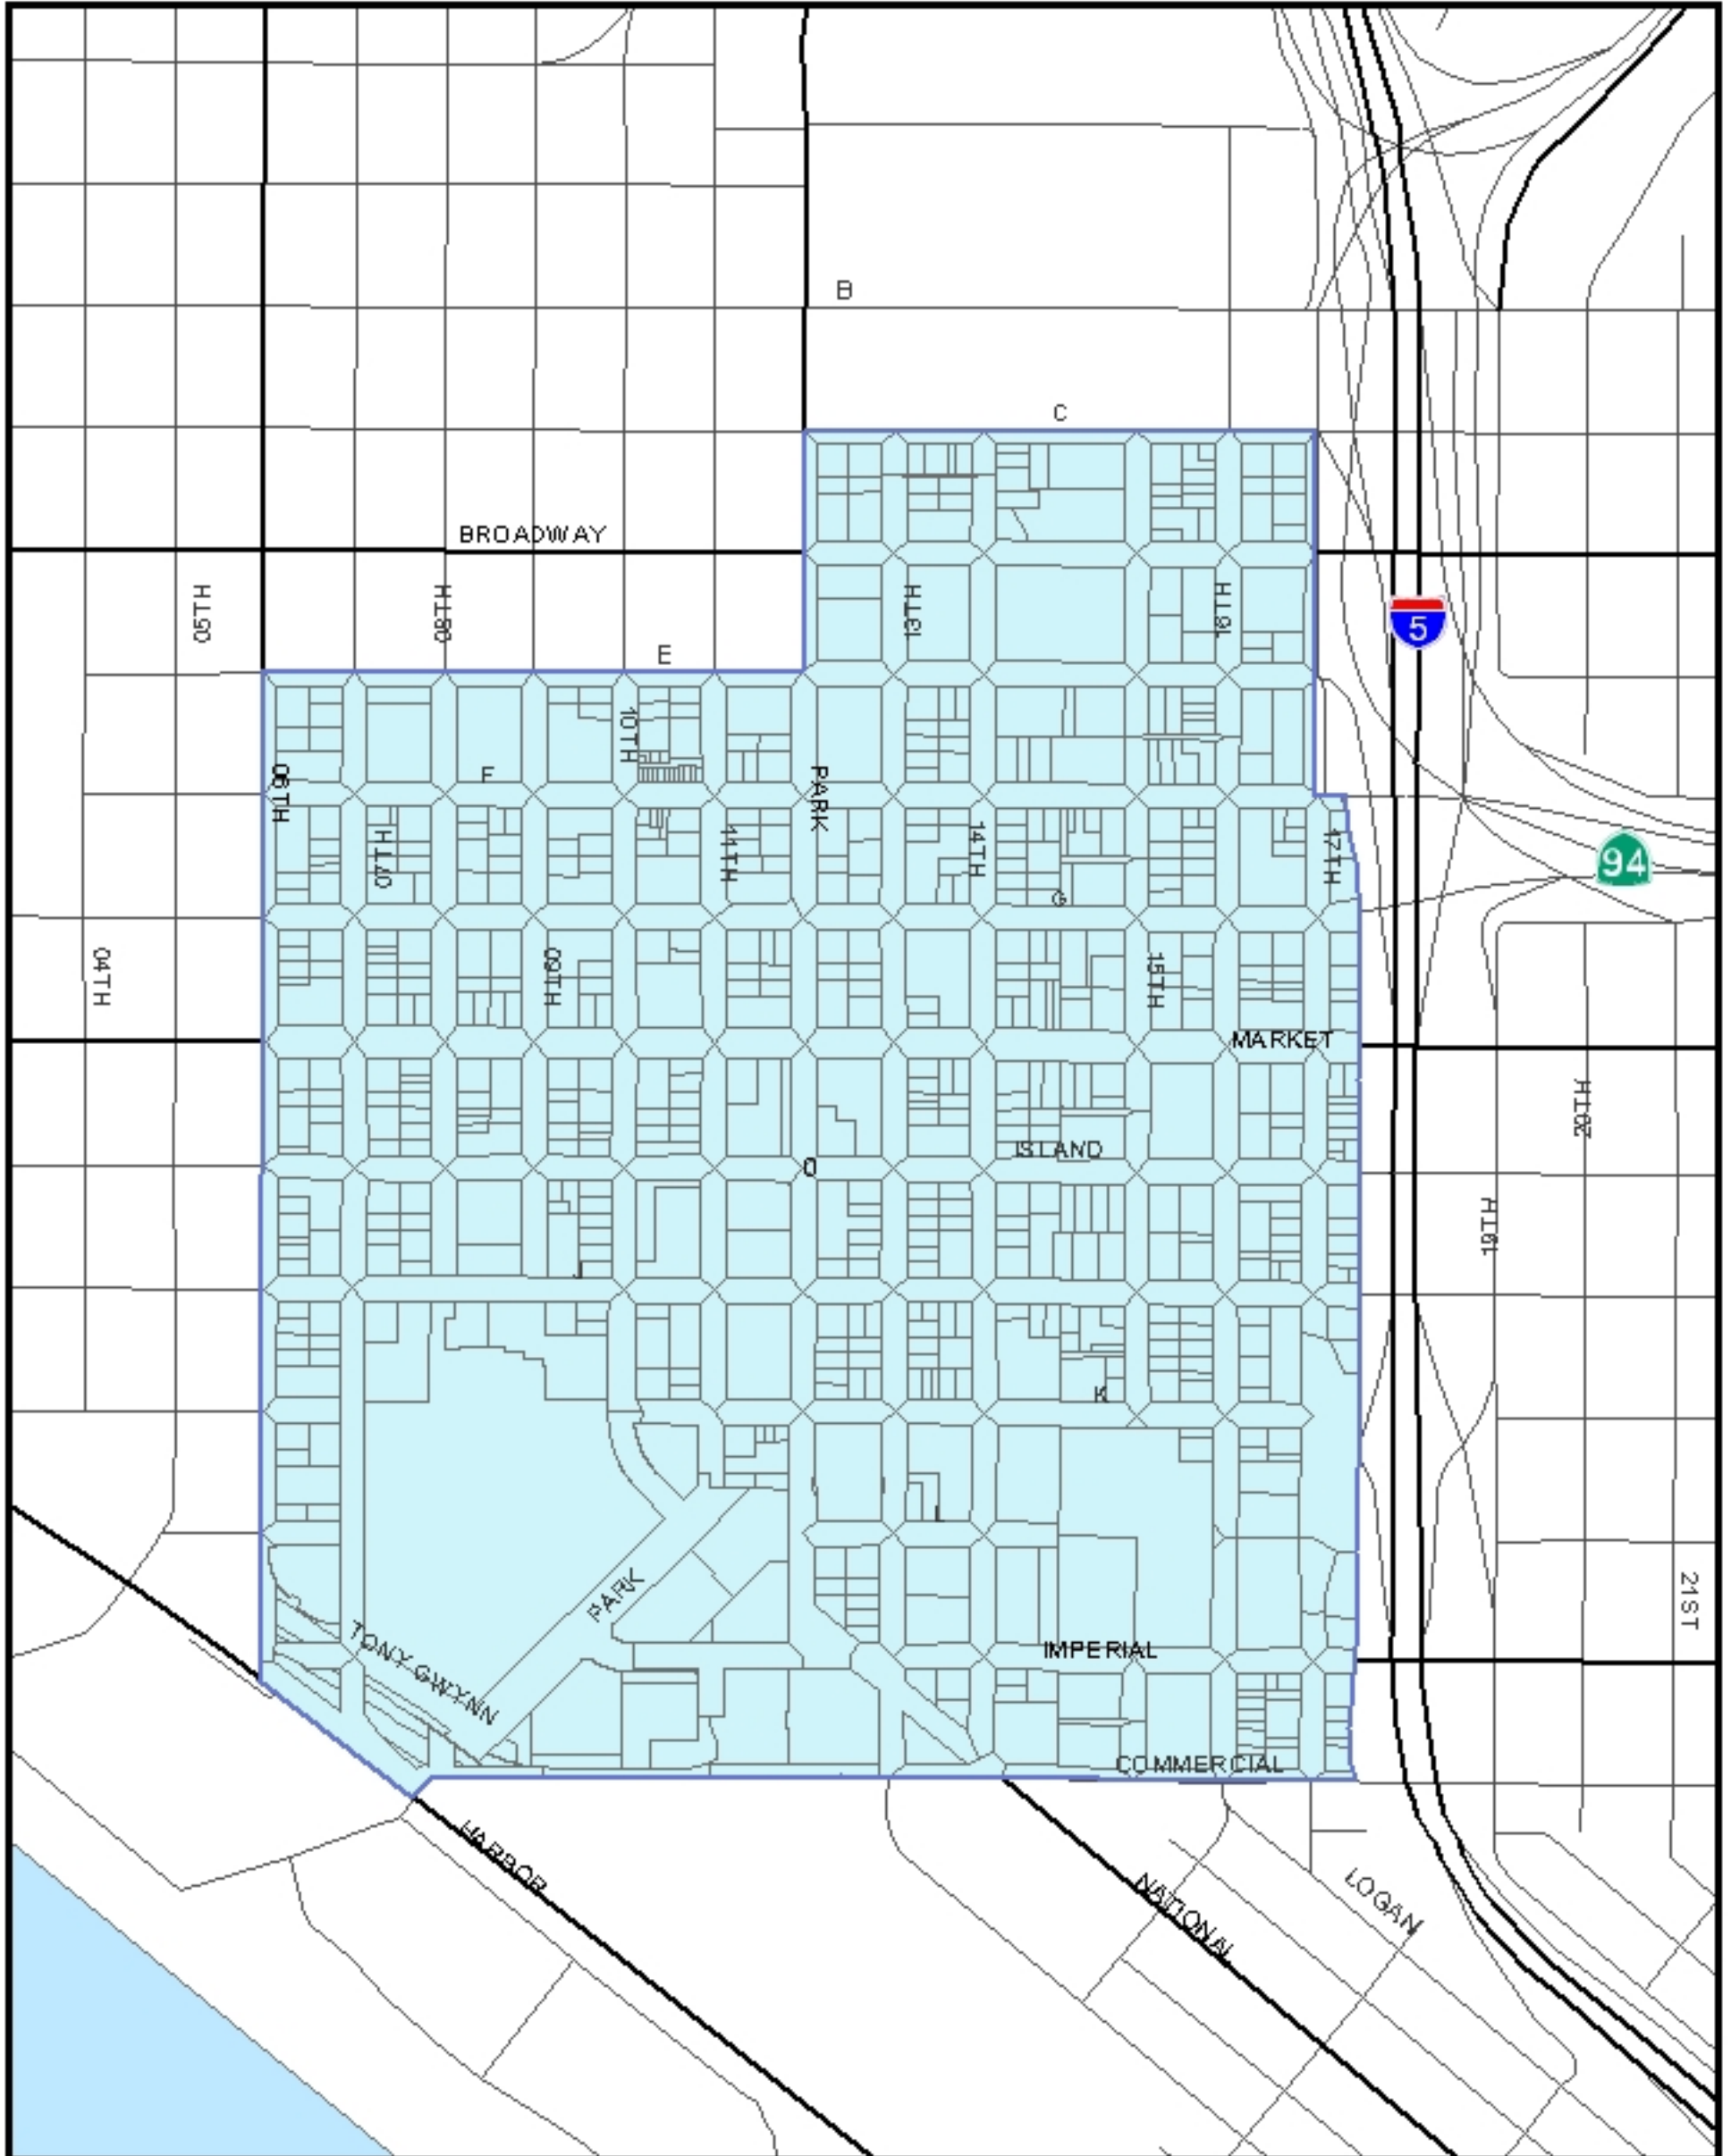 B
C
BROADWAY
05TH
08TH
13TH
16TH
5
E
10TH
06TH
F
PARK
07TH
11TH
14TH
17TH
94
G
04TH
09TH
15TH
MARKET
20TH
ISLAND
0
19TH
J
K
L
PARK
21ST
TONY GWYNN
IMPERIAL
COMMERCIAL
HARBOR
NATIONAL
LOGAN